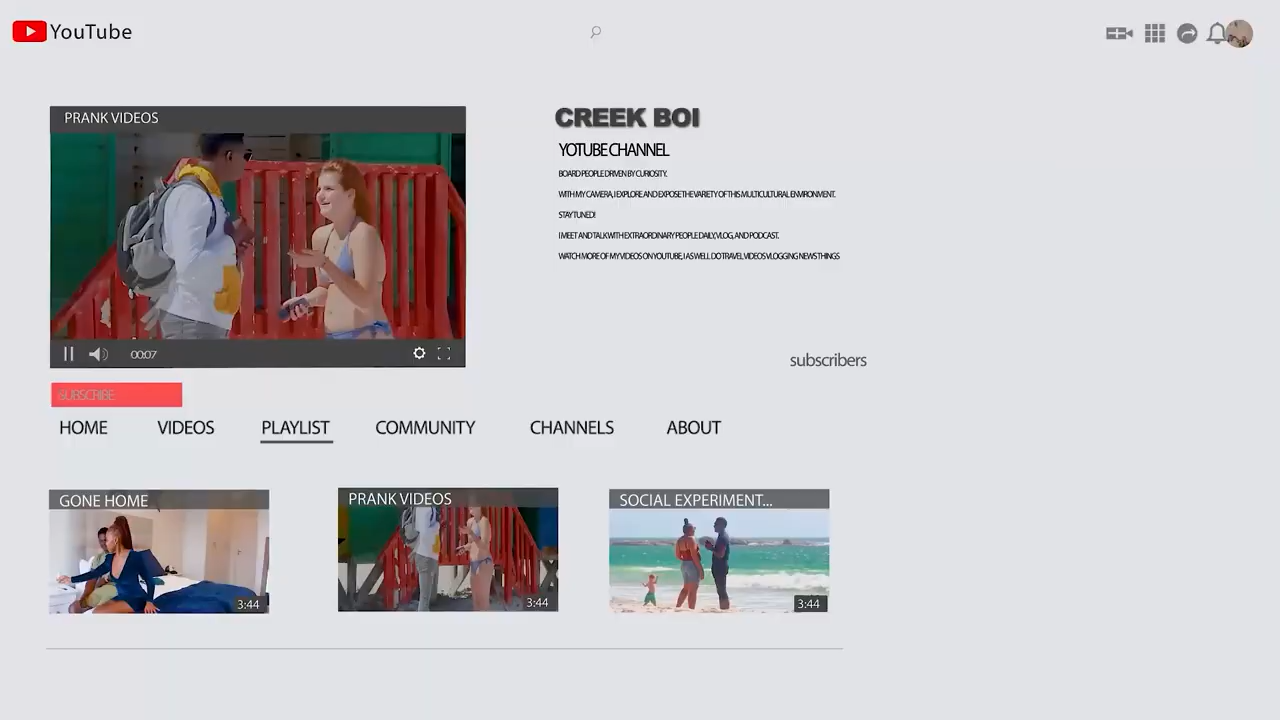 YouTube
PRANK VIDEOS
CREEK BOI
YOTUBE CHANNEL
BOARD PEOPLE DRIVEN BY CURIOSITY.
WITH MY CAMERA, I EXPLORE AND EXPOSE THE VARIETY OF THIS MULTICULTURAL ENVIRONMENT.
STAY TUNED!
I MEET AND TALK WITH EXTRAORDINARY PEOPLE DAILY, VLOG, AND PODCAST.
WATCH MORE OF MY VIDEOS ON YOUTUBE, I AS WELL DO TRAVEL VIDEOS VLOGGING NEWS THINGS
00:07
subscribers
SUBSCRIBE
HOME VIDEOS PLAYLIST COMMUNITY CHANNELS ABOUT
GONE HOME
3:44
PRANK VIDEOS
3:44
SOCIAL EXPERIMENT...
3:44